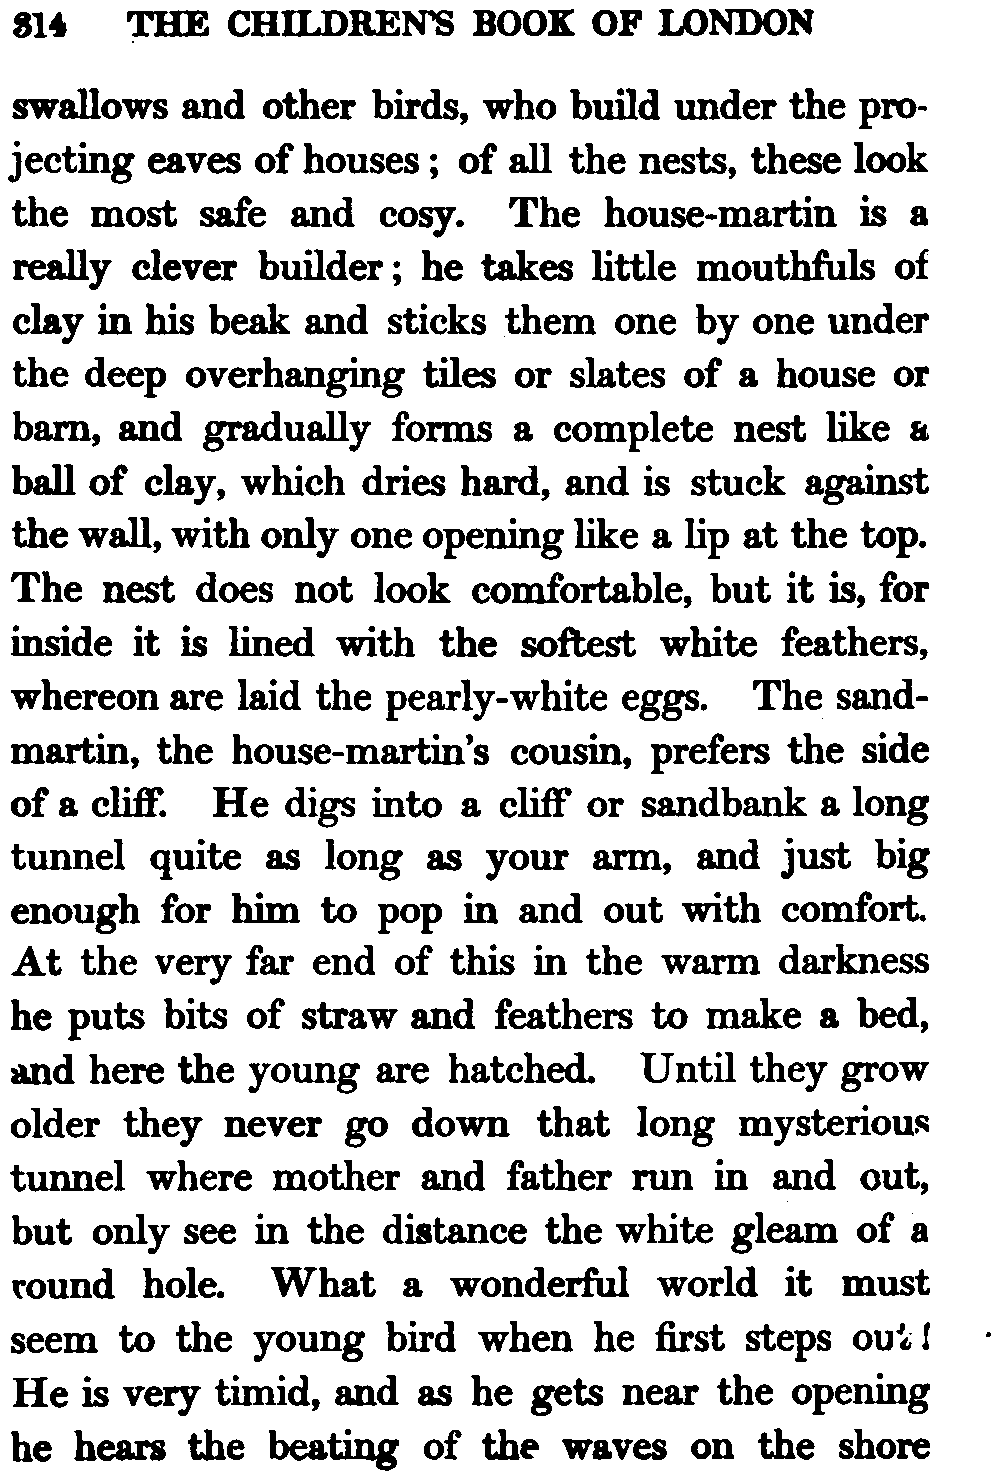 314 THE CHILDREN'S BOOK OF LONDON
swallows and other birds, who build under the pro-
jecting eaves of houses; of all the nests, these look
the most safe and cosy. The house-martin is a
really clever builder; he takes little mouthfuls of
clay in his beak and sticks them one by one under
the deep overhanging tiles or slates of a house or
barn, and gradually forms a complete nest like a
ball of clay, which dries hard, and is stuck against
the wall, with only one opening like a lip at the top.
The nest does not look comfortable, but it is, for
inside it is lined with the softest white feathers,
whereon are laid the pearly-white eggs. The sand-
martin, the house-martin's cousin, prefers the side
of a cliff. He digs into a cliff or sandbank a long
tunnel quite as long as your arm, and just big
enough for him to pop in and out with comfort.
At the very far end of this in the warm darkness
he puts bits of straw and feathers to make a bed,
and here the young are hatched. Until they grow
older they never go down that long mysterious
tunnel where mother and father run in and out,
but only see in the distance the white gleam of a
round hole. What a wonderful world it must
seem to the young bird when he first steps out!
He is very timid, and as he gets near the opening
he hears the beating of the waves on the shore